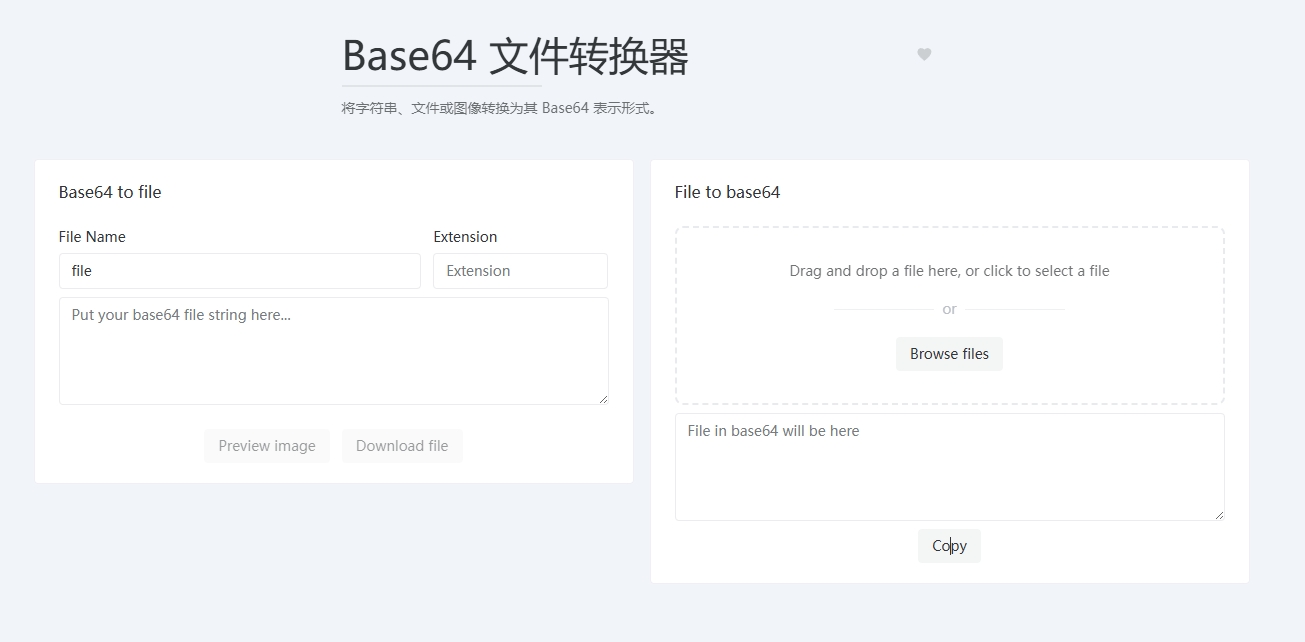 Base64 文件转换器
将字符串、文件或图像转换为其 Base64 表示形式。
Base64 to file
File Name
Extension
file
Extension
Put your base64 file string here...
Preview image
Download file
File to base64
Drag and drop a file here, or click to select a file
or
Browse files
File in base64 will be here
Copy